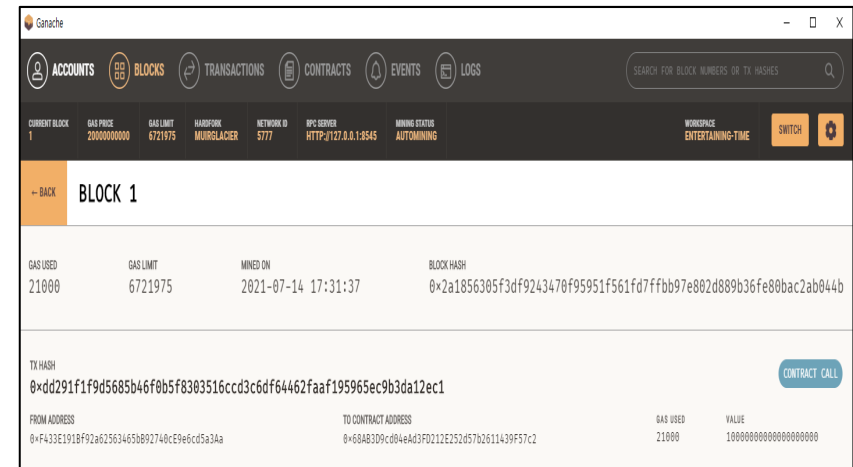 Ganache
ACCOUNTS BLOCKS TRANSACTIONS CONTRACTS EVENTS LOGS SEARCH FOR BLOCK NUMBERS OR TX HASHES
CURRENT BLOCK GAS PRICE GAS LIMIT HARDFORK NETWORK ID RPC SERVER MINING STATUS WORKSPACE
1 20000000000 6721975 MUIRGLACIER 5777 HTTP://127.0.0.1:8545 AUTOMINING ENTERTAINING-TIME SWITCH
← BACK BLOCK 1
GAS USED GAS LIMIT MINED ON BLOCK HASH
21000 6721975 2021-07-14 17:31:37 0×2a1856305f3df9243470f95951f561fd7ffbb97e802d889b36fe80bac2ab044b
TX HASH
0×dd291f1f9d5685b46f0b5f8303516ccd3c6df64462faaf195965ec9b3da12ec1 CONTRACT CALL
FROM ADDRESS TO CONTRACT ADDRESS GAS USED VALUE
0×F433E191Bf92a62563465bB92740cE9e6cd5a3Aa 0×68AB3D9cd04eAd3FD212E252d57b2611439F57c2 21000 10000000000000000000